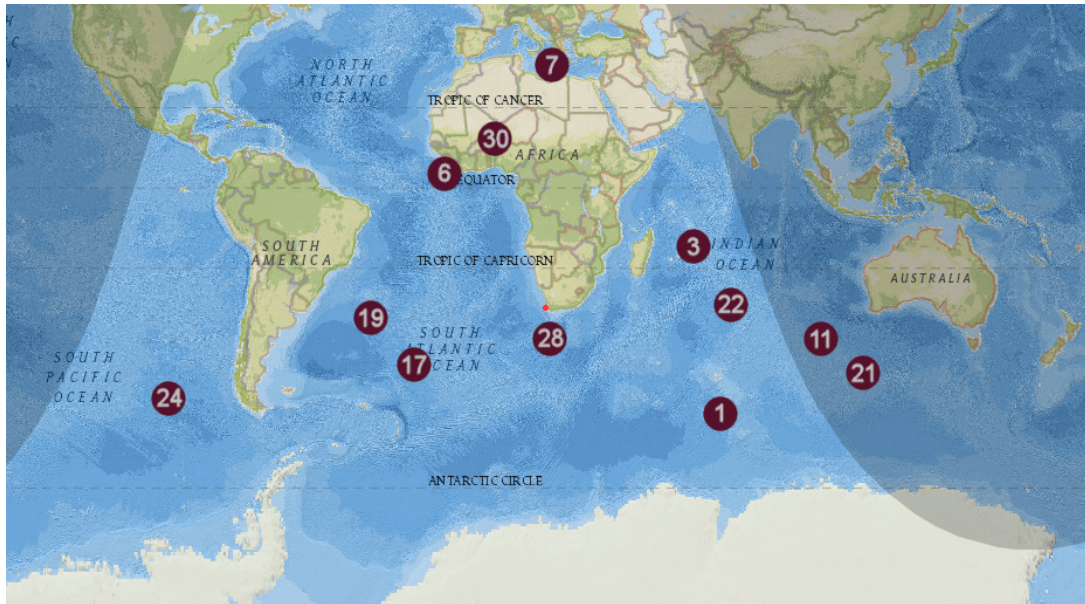 NORTH
ATLANTIC
OCEAN
7
TROPIC OF CANCER
30
AFRICA
6
EQUATOR
3
INDIAN
OCEAN
SOUTH
AMERICA
TROPIC OF CAPRICORN
AUSTRALIA
22
19
SOUTH
ATLANTIC
OCEAN
28
11
17
21
SOUTH
PACIFIC
OCEAN
24
1
ANTARCTIC CIRCLE